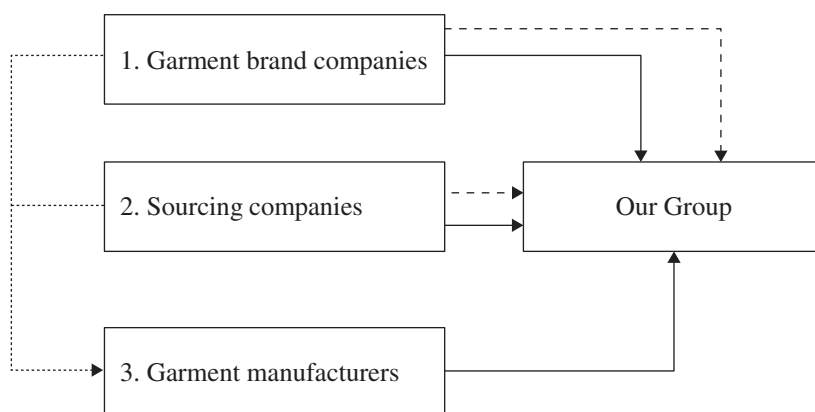 1. Garment brand companies
2. Sourcing companies
Our Group
3. Garment manufacturers